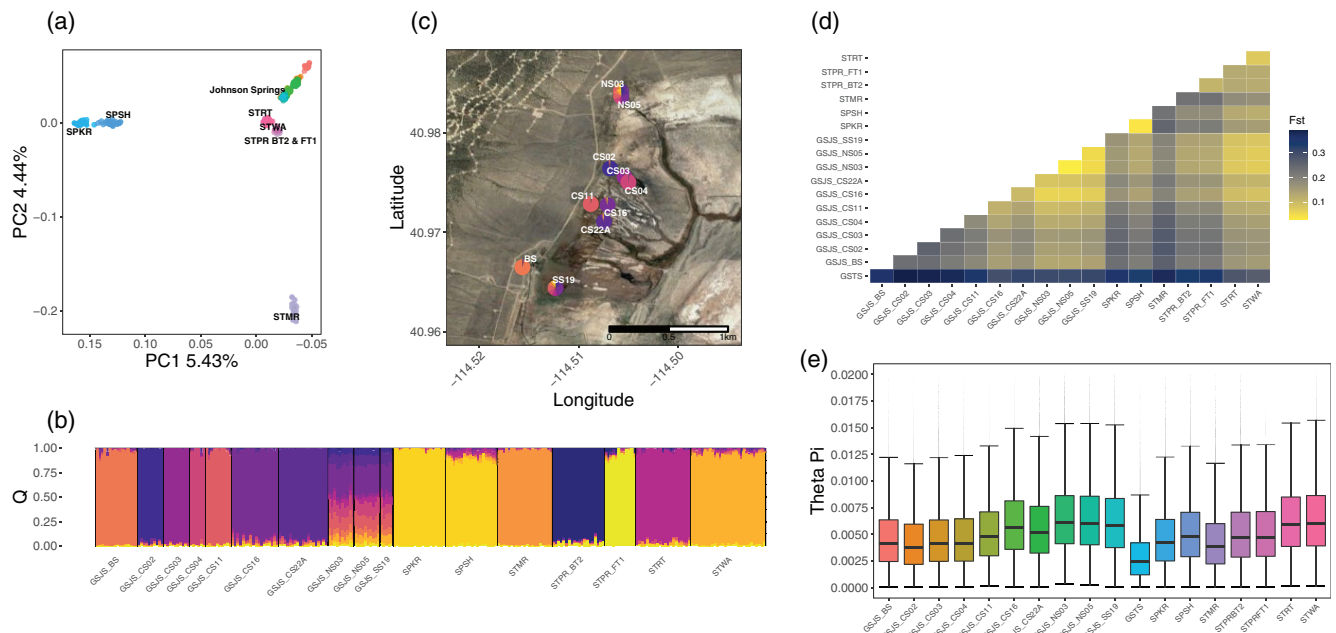 (a)
Johnson Springs
SPSH
SPKR
STRT
STWA
STPR BT2 & FT1
STMR
0.0
−0.1
−0.2
PC2 4.44%
0.15
0.10
0.05
0.00
−0.05
PC1 5.43%
(c)
NS03
NS05
CS02
CS03
CS04
CS11
CS16
CS22A
BS
SS19
0
0.5
1km
40.98
40.97
40.96
Latitude
−114.52
−114.51
−114.50
Longitude
(d)
STRT
STPR_FT1
STPR_BT2
STMR
SPSH
SPKR
GSJS_SS19
GSJS_NS05
GSJS_NS03
GSJS_CS22A
GSJS_CS16
GSJS_CS11
GSJS_CS04
GSJS_CS03
GSJS_CS02
GSJS_BS
GSTS
GSJS_BS
GSJS_CS02
GSJS_CS03
GSJS_CS04
GSJS_CS11
GSJS_CS16
GSJS_CS22A
GSJS_NS03
GSJS_NS05
GSJS_SS19
SPKR
SPSH
STMR
STPR_BT2
STPR_FT1
STRT
STWA
Fst
0.3
0.2
0.1
(b)
1.00
0.75
0.50
0.25
0.00
Q
GSJS_BS
GSJS_CS02
GSJS_CS03
GSJS_CS04
GSJS_CS11
GSJS_CS16
GSJS_CS22A
GSJS_NS03
GSJS_NS05
GSJS_SS19
SPKR
SPSH
STMR
STPR_BT2
STPR_FT1
STRT
STWA
(e)
0.0200
0.0175
0.0150
0.0125
0.0100
0.0075
0.0050
0.0025
0.0000
Theta Pi
GSJS_BS
GSJS_CS02
GSJS_CS03
GSJS_CS04
GSJS_CS11
GSJS_CS16
GSJS_CS22A
GSJS_NS03
GSJS_NS05
GSJS_SS19
GSTS
SPKR
SPSH
STMR
STPRBT2
STPRFT1
STRT
STWA